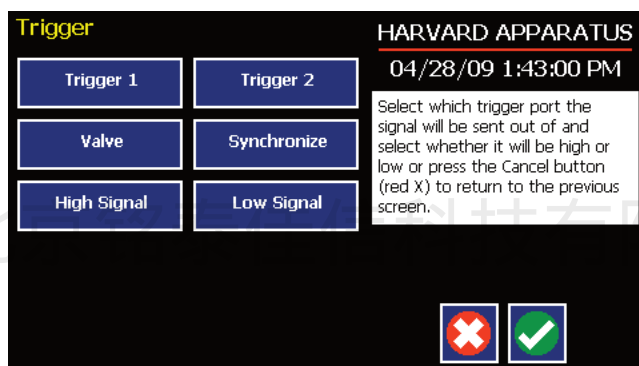 Trigger
HARVARD APPARATUS
04/28/09 1:43:00 PM
Trigger 1
Trigger 2
Valve
Synchronize
High Signal
Low Signal
Select which trigger port the
signal will be sent out of and
select whether it will be high or
low or press the Cancel button
(red X) to return to the previous
screen.